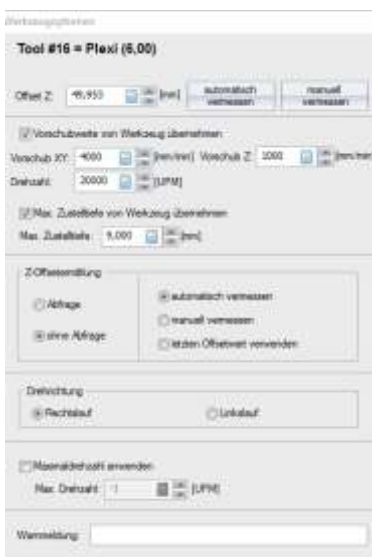 Werkzeugoptionen
Tool #16 = Plexi (6,00)
Offset Z: 49,953 [mm] automatisch vermessen manuell vermessen
Vorschubwerte von Werkzeug übernehmen
Vorschub XY: 4000 [mm/min] Vorschub Z: 1000 [mm/min
Drehzahl: 20000 [UPM]
Max. Zustelltiefe von Werkzeug übernehmen
Max. Zustelltiefe: 9,000 [mm]
Z-Offsetermittlung
Abfrage
ohne Abfrage
automatisch vermessen
manuell vermessen
letzten Offsetwert verwenden
Drehrichtung
Rechtslauf Linkslauf
Maximaldrehzahl anwenden
Max. Drehzahl: [UPM]
Warnmeldung: